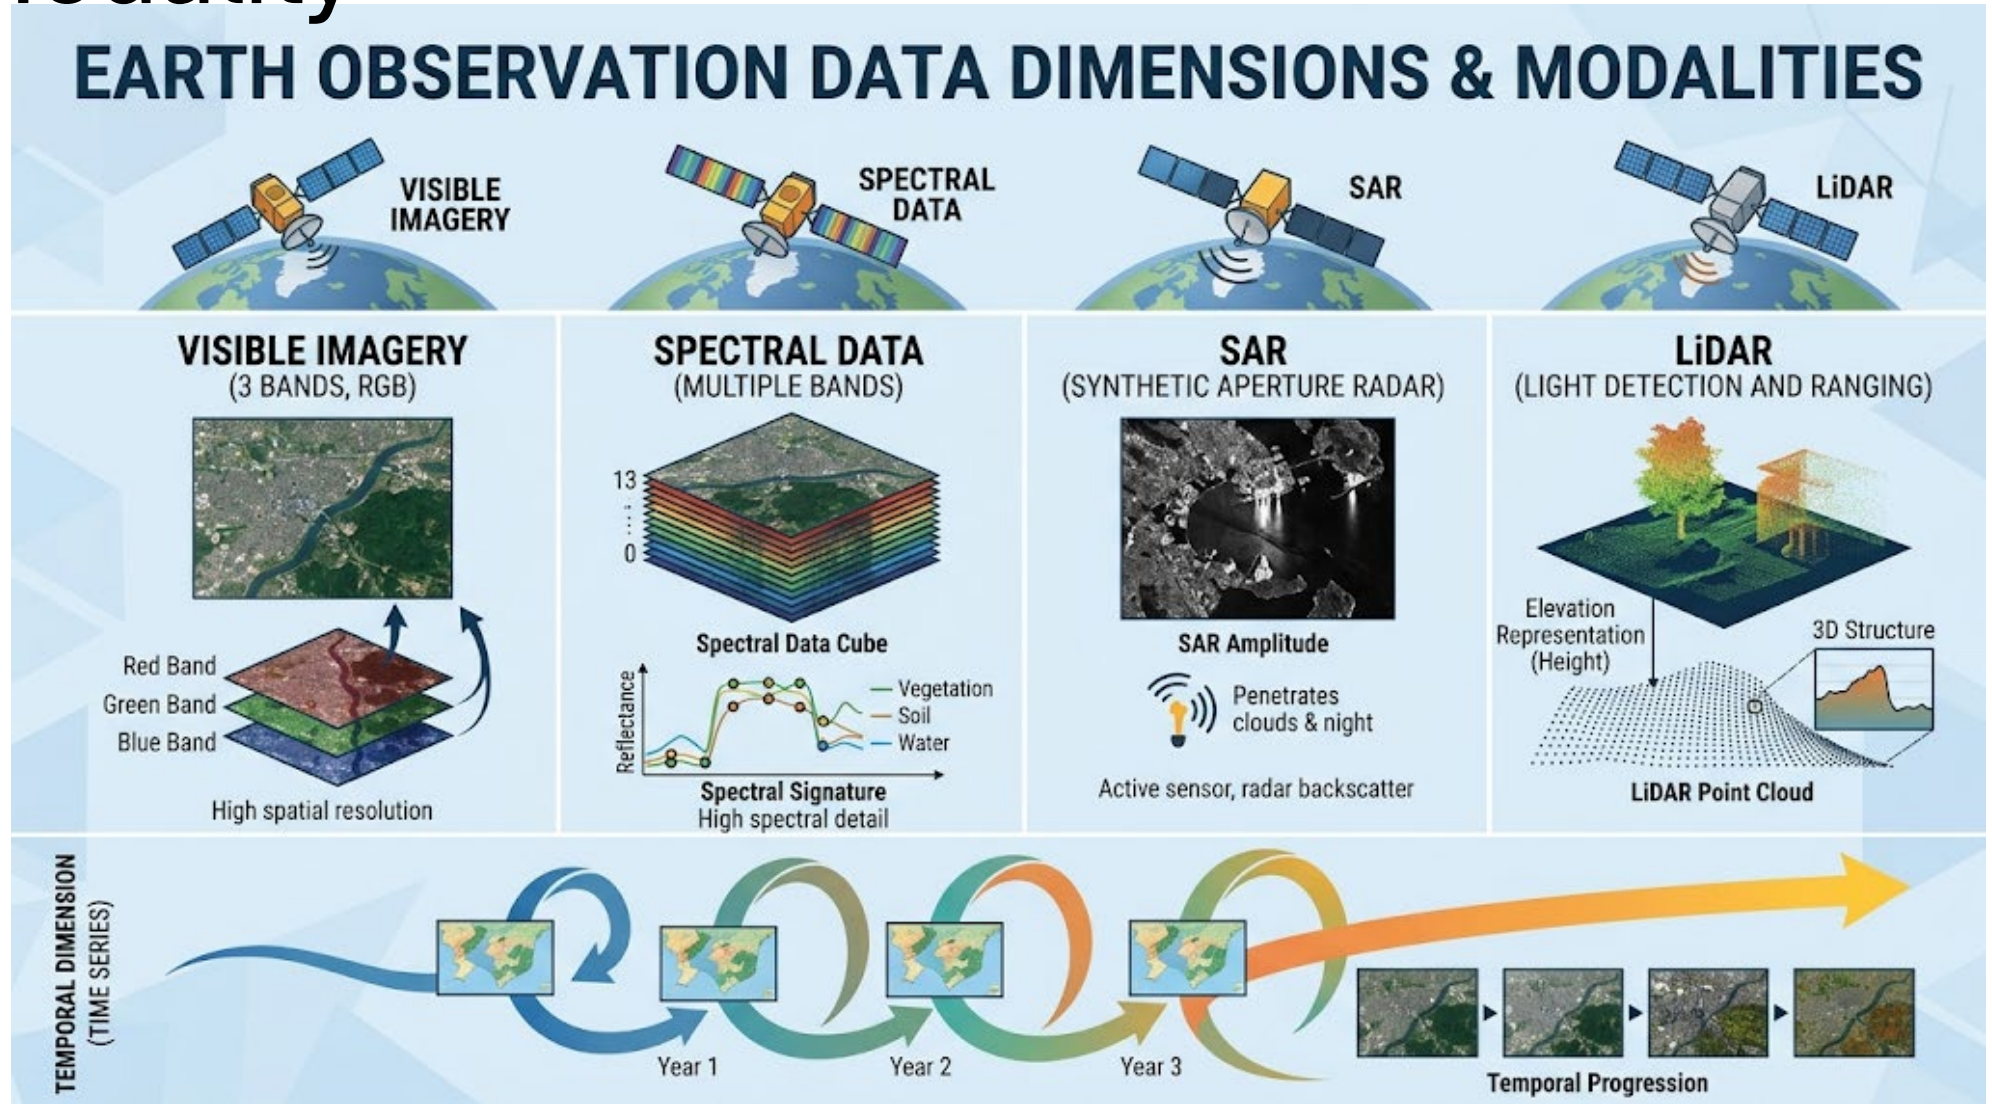 EARTH OBSERVATION DATA DIMENSIONS & MODALITIES
VISIBLE
IMAGERY
SPECTRAL
DATA
SAR
LiDAR
VISIBLE IMAGERY
(3 BANDS, RGB)
Red Band
Green Band
Blue Band
High spatial resolution
SPECTRAL DATA
(MULTIPLE BANDS)
13
0
Spectral Data Cube
Reflectance
Vegetation
Soil
Water
Spectral Signature
High spectral detail
SAR
(SYNTHETIC APERTURE RADAR)
SAR Amplitude
Penetrates
clouds & night
Active sensor, radar backscatter
LiDAR
(LIGHT DETECTION AND RANGING)
Elevation
Representation
(Height)
3D Structure
LiDAR Point Cloud
TEMPORAL DIMENSION
(TIME SERIES)
Year 1
Year 2
Year 3
Temporal Progression